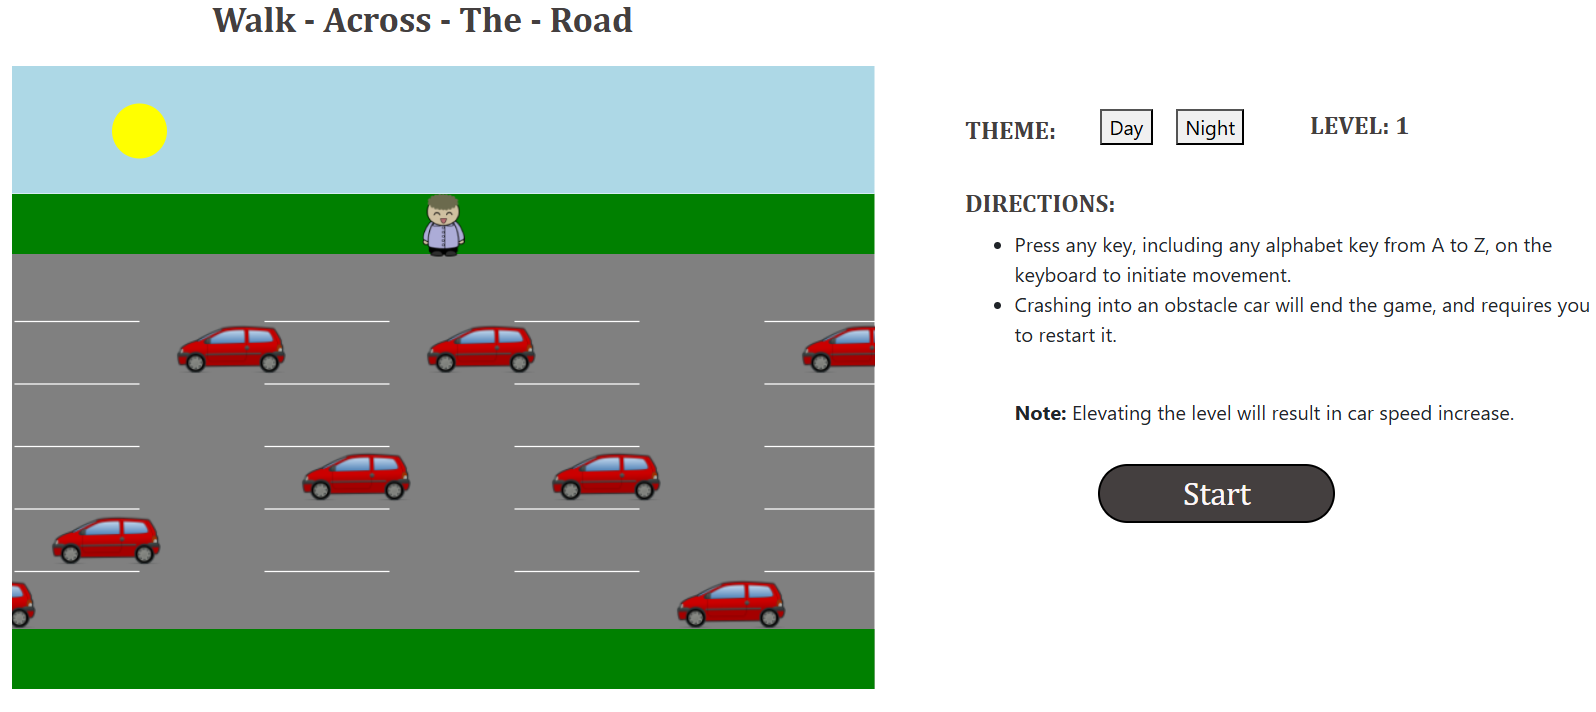 Walk - Across - The - Road
THEME:
Day
Night
LEVEL: 1
DIRECTIONS:
Press any key, including any alphabet key from A to Z, on the
keyboard to initiate movement.
Crashing into an obstacle car will end the game, and requires you
to restart it.
Note: Elevating the level will result in car speed increase.
Start